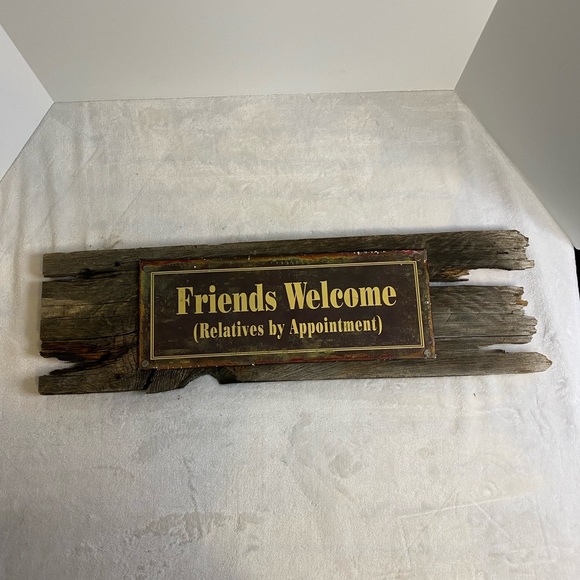 Friends Welcome
(Relatives by Appointment)